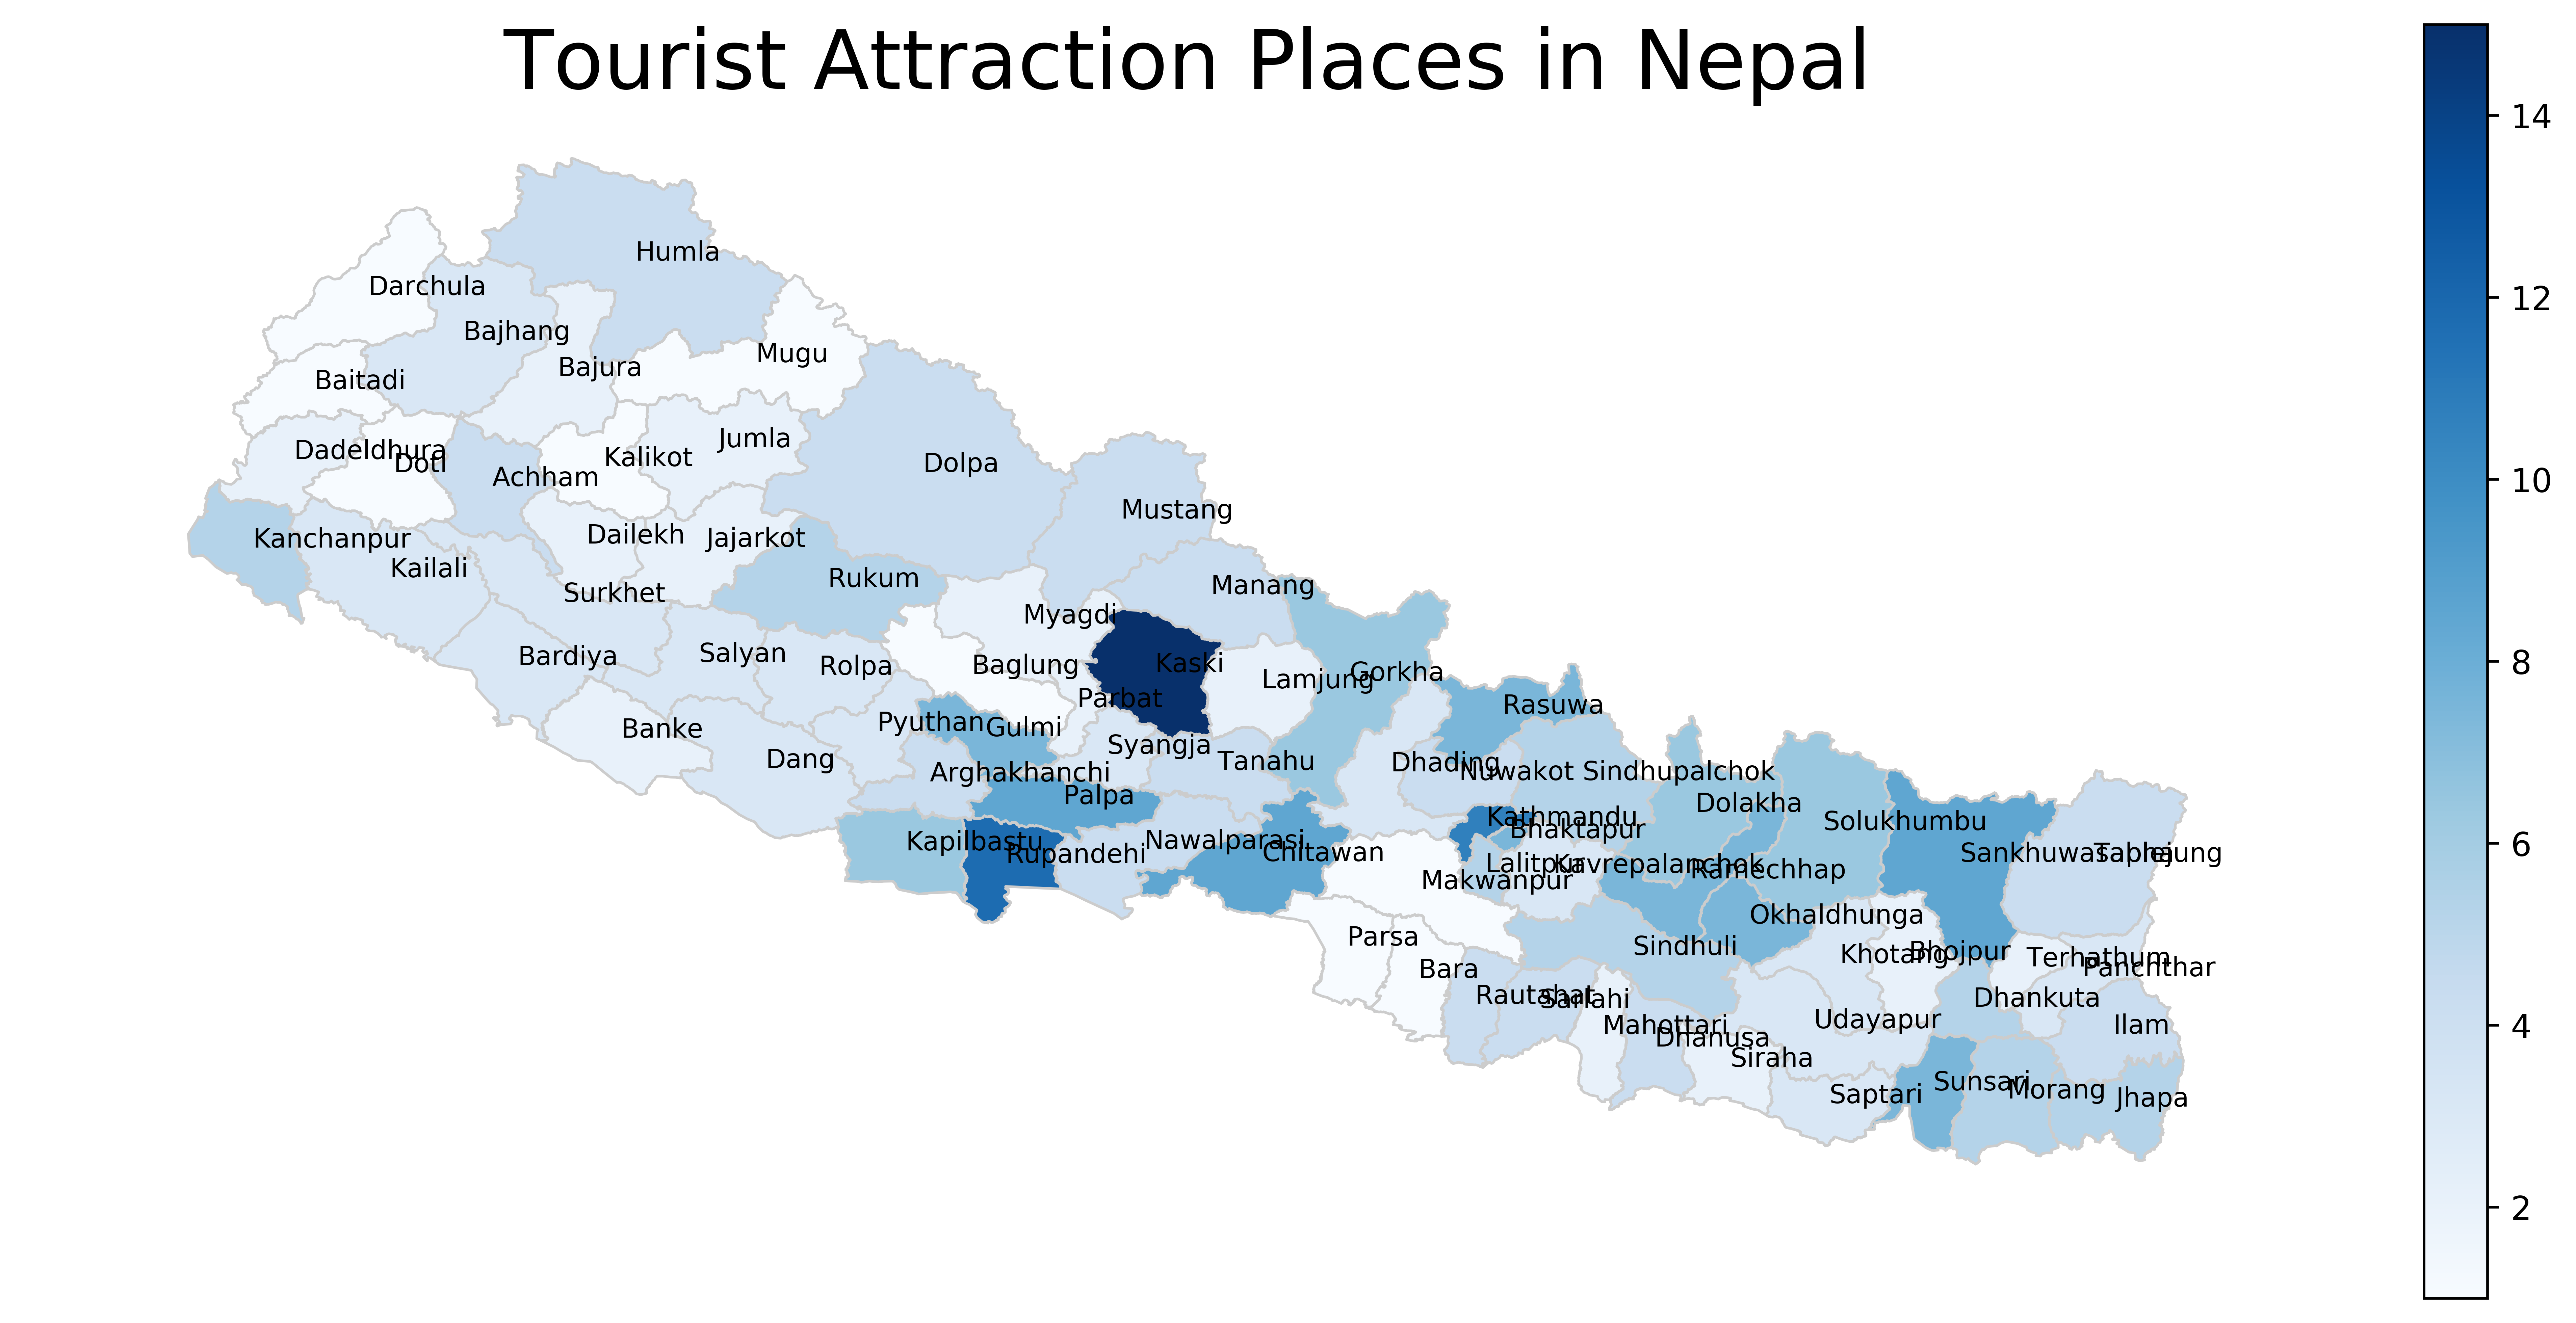 Tourist Attraction Places in Nepal
14
12
10
8
6
4
2
Humla
Darchula
Bajhang
Mugu
Bajura
Baitadi
Jumla
Dadeldhura
Doti
Kalikot
Achham
Dolpa
Mustang
Kanchanpur
Dailekh
Jajarkot
Kailali
Rukum
Surkhet
Manang
Myagdi
Bardiya
Salyan
Rolpa
Baglung
Kaski
Lamjung
Gorkha
Parbat
Rasuwa
Banke
Pyuthan
Gulmi
Syangja
Dang
Arghakhanchi
Tanahu
Dhading
Nuwakot
Sindhupalchok
Palpa
Dolakha
Kathmandu
Solukhumbu
Bhaktapur
Kapilbastu
Rupandehi
Nawalparasi
Chitawan
Lalitpur
Kavrepalanchok
Ramechhap
Sankhuwasabha
Taplejung
Makwanpur
Okhaldhunga
Parsa
Sindhuli
Khotang
Bhojpur
Terhathum
Panchthar
Bara
Rautahat
Sarlahi
Dhankuta
Mahottari
Dhanusa
Udayapur
Ilam
Siraha
Saptari
Sunsari
Morang
Jhapa